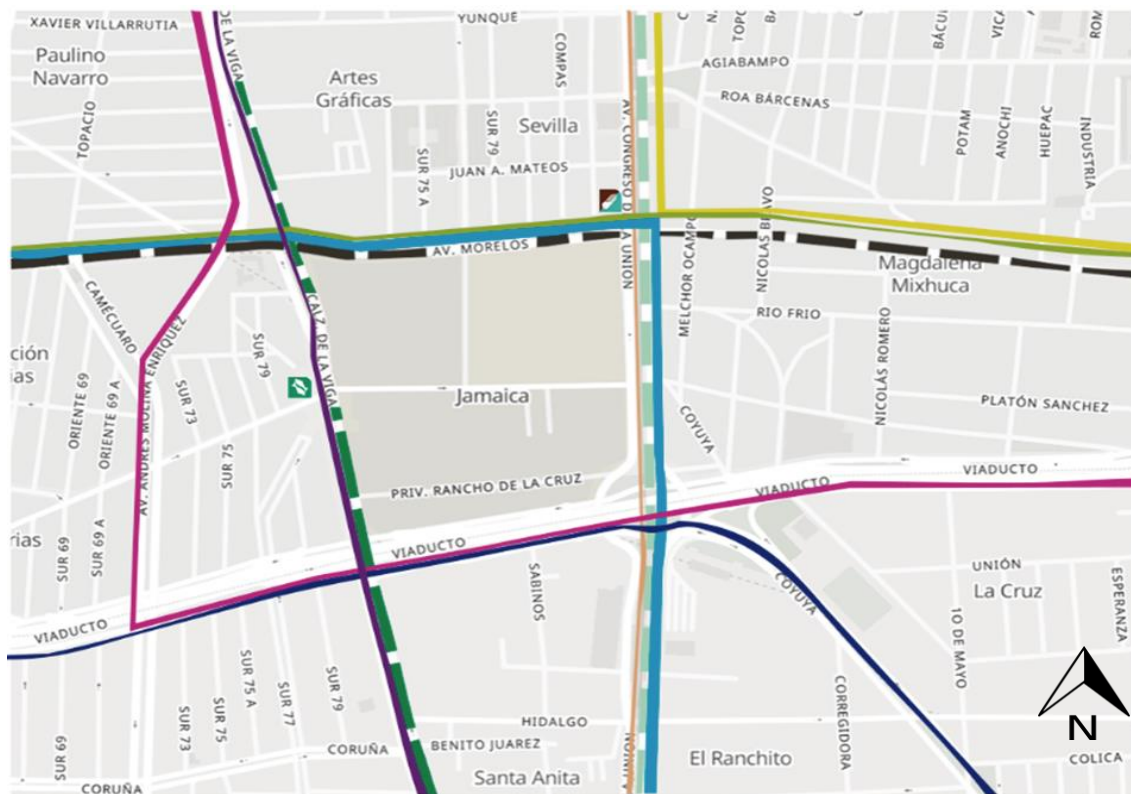 XAVIER VILLARRUTIA
DE LA VIGA
YUNQUE
Paulino
Navarro
Artes
Gráficas
COMPAS
AGIABAMPO
ROA BÁRCENAS
VICA
ROM
TOPACIO
Sevilla
SUR 79
SUR 75 A
JUAN A. MATEOS
POTAM
ANOCHI
HUEPAC
INDUSTRIA
AV. MORELOS
MELCHOR OCAMPO
NICOLAS BRAVO
Magdalena
Mixhuca
CAMÉCUARO
RIO FRIO
CALZ. DE LA VIGA
ORIENTE 69
ORIENTE 69 A
AV. ANDRES MOLINA ENRIQUEZ
SUR 73
SUR 79
SUR 75
Jamaica
NICOLÁS ROMERO
PLATÓN SANCHEZ
COYUYA
PRIV. RANCHO DE LA CRUZ
VIADUCTO
VIADUCTO
VIADUCTO
VIADUCTO
SUR 69
SUR 69 A
SABINOS
COYUYA
UNIÓN
La Cruz
ESPERANZA
10 DE MAYO
SUR 75 A
SUR 77
SUR 79
SUR 73
SUR 75
SUR 69
CORREGIDORA
N
HIDALGO
CORUÑA
BENITO JUAREZ
El Ranchito
COLICA
Santa Anita
CORUÑA